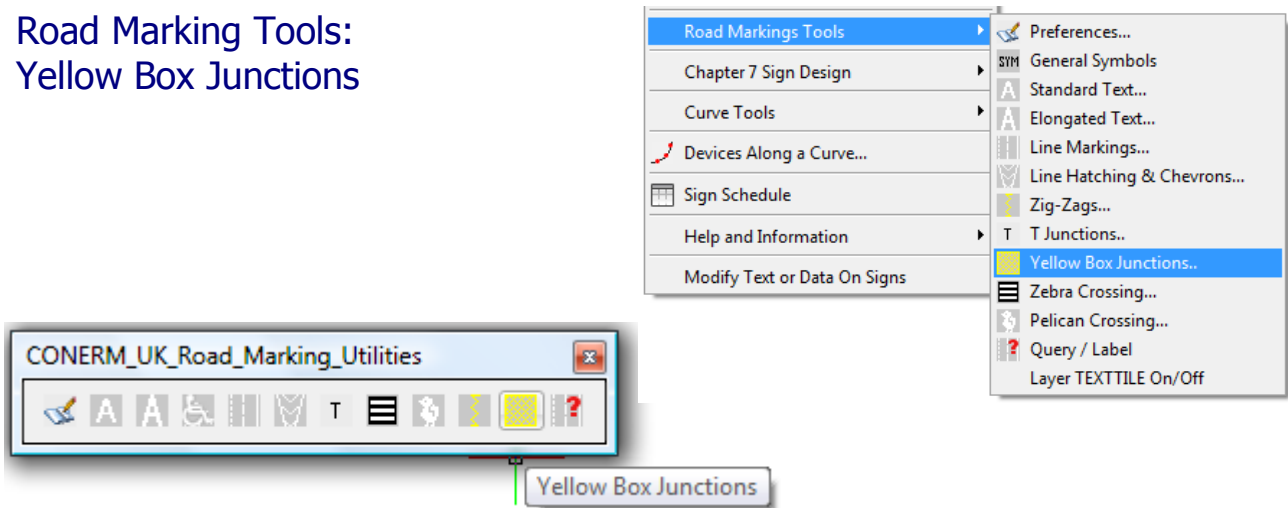 Road Marking Tools:
Yellow Box Junctions
Road Markings Tools
Chapter 7 Sign Design
Curve Tools
Devices Along a Curve...
Sign Schedule
Help and Information
Modify Text or Data On Signs
Preferences...
SYM General Symbols
A Standard Text...
A Elongated Text...
Line Markings...
Line Hatching & Chevrons...
Zig-Zags...
T T Junctions..
Yellow Box Junctions..
Zebra Crossing...
Pelican Crossing...
? Query / Label
Layer TEXTTILE On/Off
CONERM_UK_Road_Marking_Utilities
A A T ?
Yellow Box Junctions